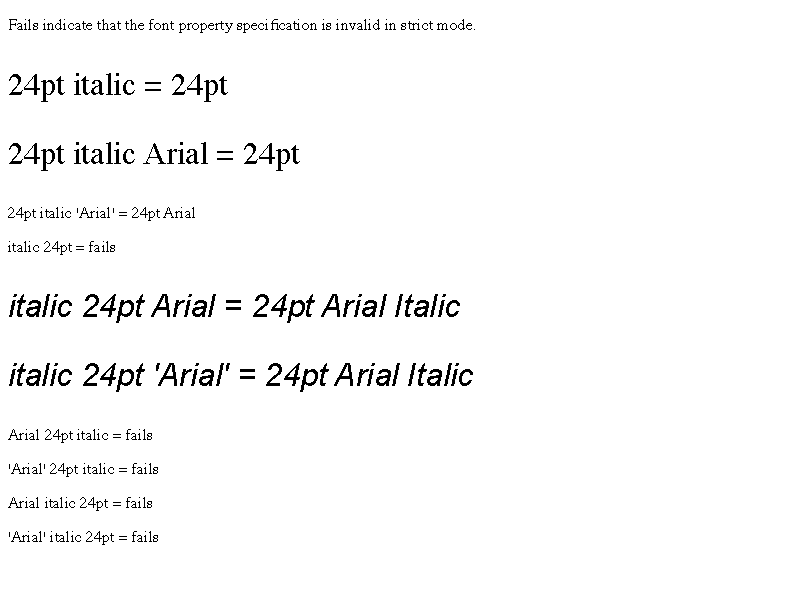 Fails indicate that the font property specification is invalid in strict mode.
24pt italic = 24pt
24pt italic Arial = 24pt
24pt italic 'Arial' = 24pt Arial
italic 24pt = fails
italic 24pt Arial = 24pt Arial Italic
italic 24pt 'Arial' = 24pt Arial Italic
Arial 24pt italic = fails
'Arial' 24pt italic = fails
Arial italic 24pt = fails
'Arial' italic 24pt = fails